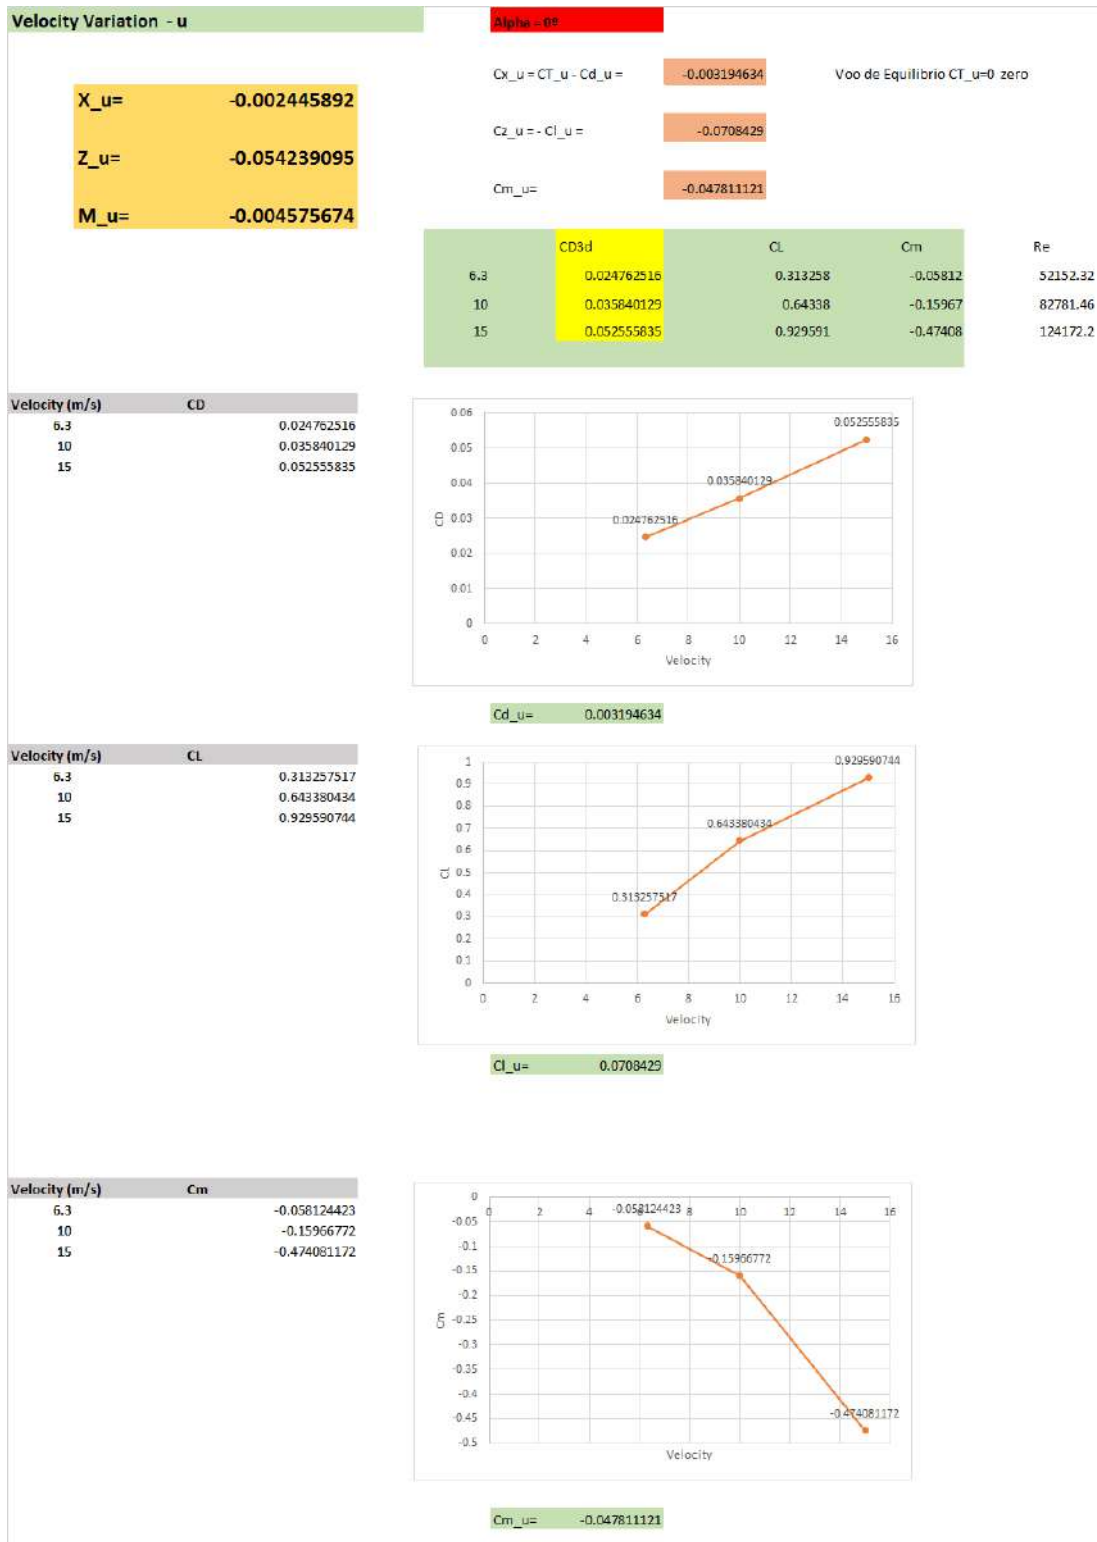 Velocity Variation - u Alpha = 0º
Cx_u = CT_u - Cd_u = -0.003194634 Voo de Equilibrio CT_u=0 zero
X_u= -0.002445892
Cz_u = - Cl_u = -0.0708429
Z_u= -0.054239095
Cm_u= -0.047811121
M_u= -0.004575674
CD3d CL Cm Re
6.3 0.024762516 0.313258 -0.05812 52152.32
10 0.035840129 0.64338 -0.15967 82781.46
15 0.052555835 0.929591 -0.47408 124172.2
Velocity (m/s) CD
6.3 0.024762516
10 0.035840129
15 0.052555835
0.06
0.05
0.04
0.03
0.02
0.01
0
CD
0.024762516
0.035840129
0.052555835
0 2 4 6 8 10 12 14 16
Velocity
Cd_u= 0.003194634
Velocity (m/s) CL
6.3 0.313257517
10 0.643380434
15 0.929590744
1
0.9
0.8
0.7
0.6
0.5
0.4
0.3
0.2
0.1
0
CL
0.313257517
0.643380434
0.929590744
0 2 4 6 8 10 12 14 16
Velocity
Cl_u= 0.0708429
Velocity (m/s) Cm
6.3 -0.058124423
10 -0.15966772
15 -0.474081172
0
-0.05
-0.1
-0.15
-0.2
-0.25
-0.3
-0.35
-0.4
-0.45
-0.5
Cm
0 2 4 6 8 10 12 14 16
-0.058124423
-0.15966772
-0.474081172
Velocity
Cm_u= -0.047811121